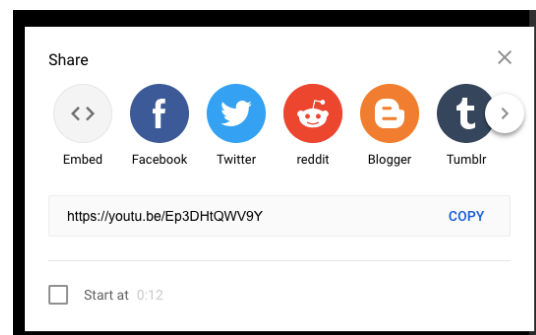 Share
Embed Facebook Twitter reddit Blogger Tumblr
https://youtu.be/Ep3DHtQWV9Y COPY
Start at 0:12